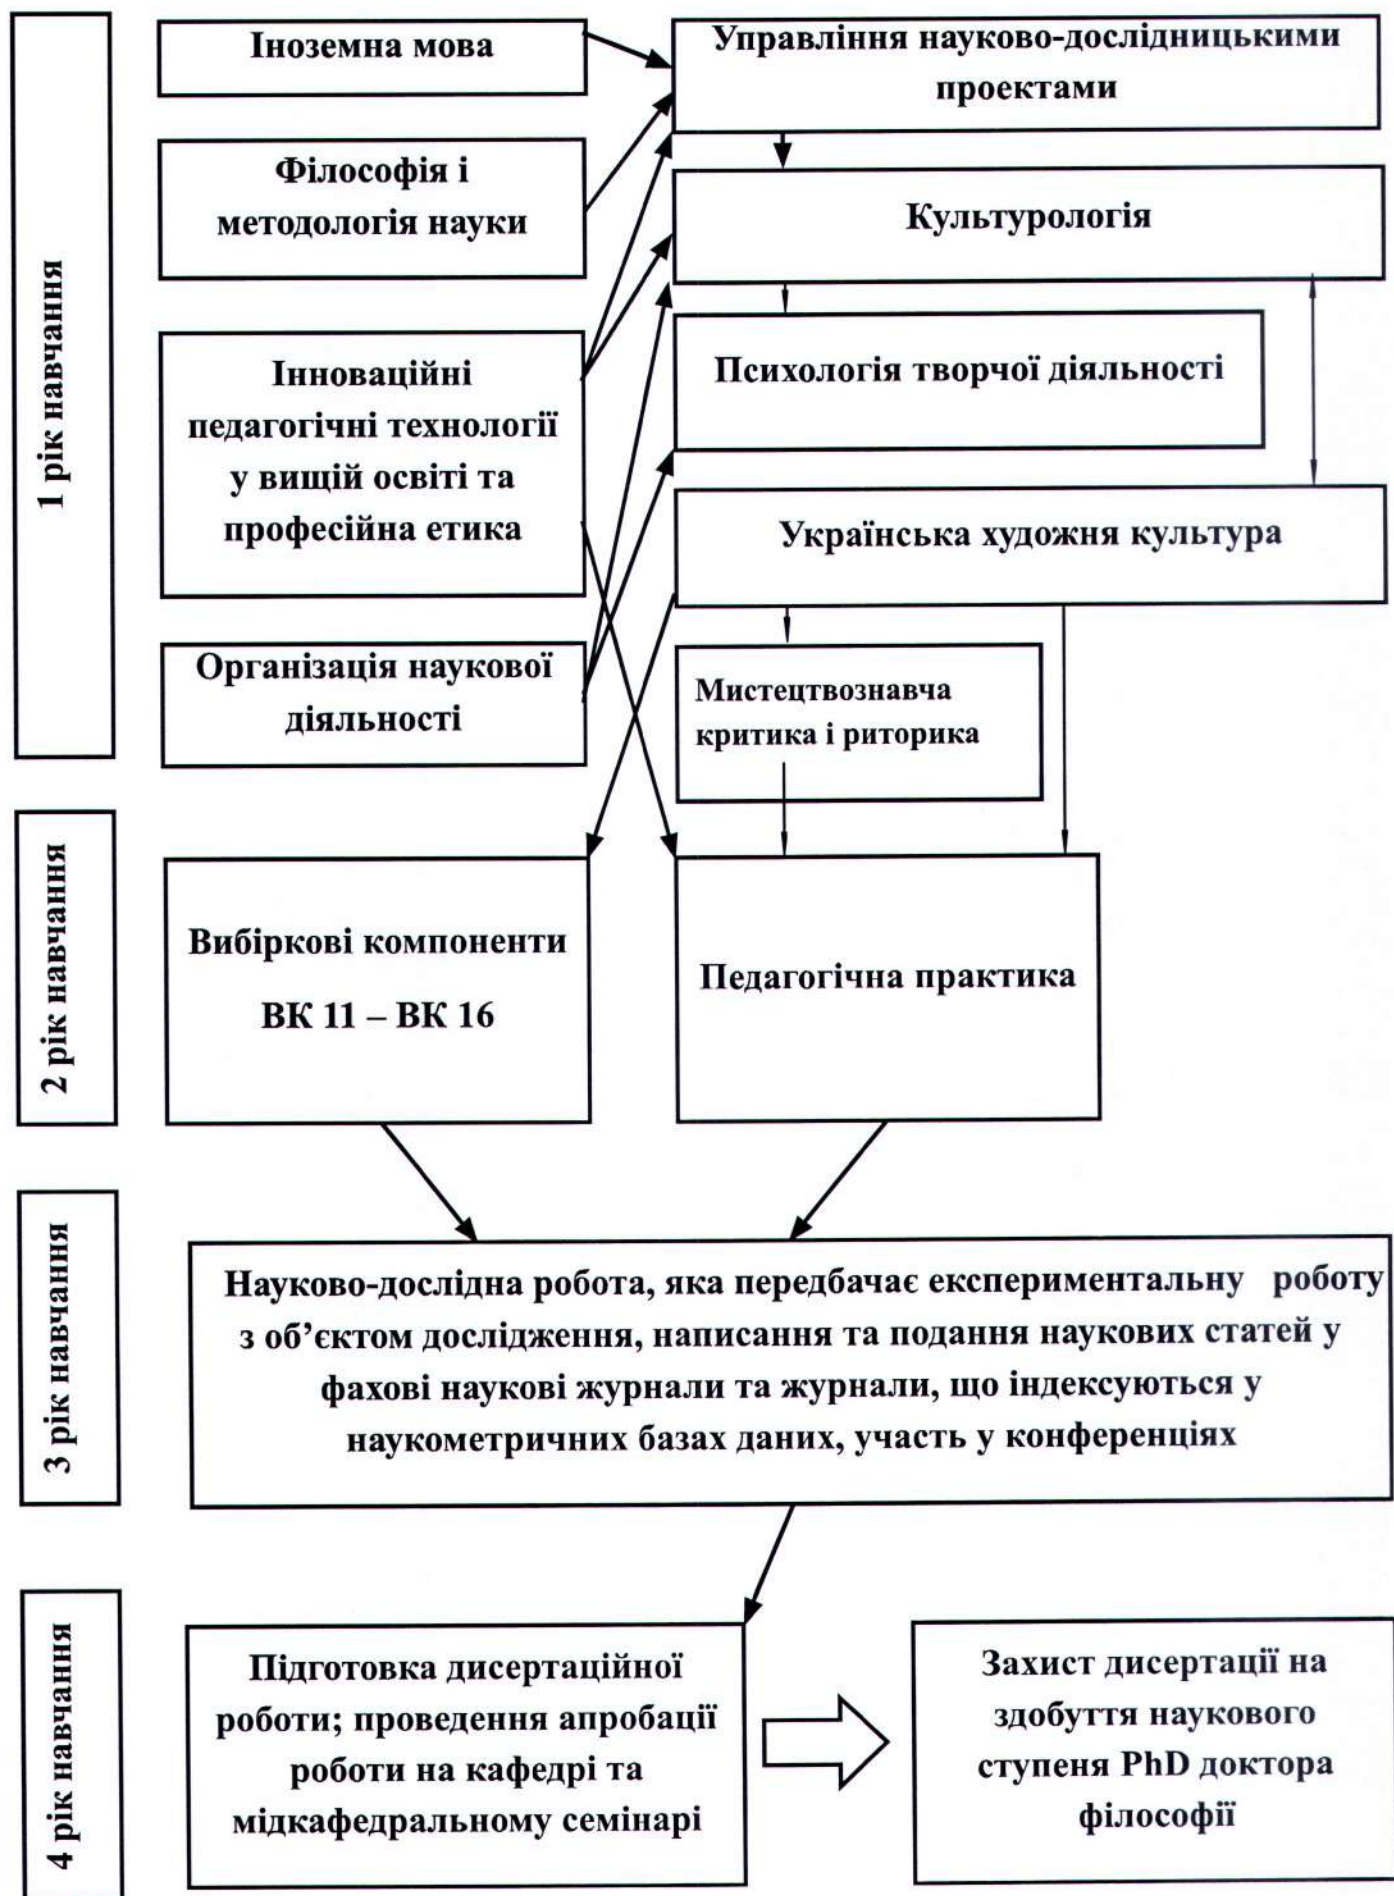 1 рік навчання
Іноземна мова
Філософія і
методологія науки
Інноваційні
педагогічні технології
у вищій освіті та
професійна етика
Організація наукової
діяльності
Управління науково-дослідницькими
проектами
Культурологія
Психологія творчої діяльності
Українська художня культура
Мистецтвознавча
критика і риторика
2 рік навчання
Вибіркові компоненти
ВК 11 – ВК 16
Педагогічна практика
3 рік навчання
Науково-дослідна робота, яка передбачає експериментальну роботу
з об’єктом дослідження, написання та подання наукових статей у
фахові наукові журнали та журнали, що індексуються у
наукометричних базах даних, участь у конференціях
4 рік навчання
Підготовка дисертаційної
роботи; проведення апробації
роботи на кафедрі та
мідкафедральному семінарі
Захист дисертації на
здобуття наукового
ступеня PhD доктора
філософії